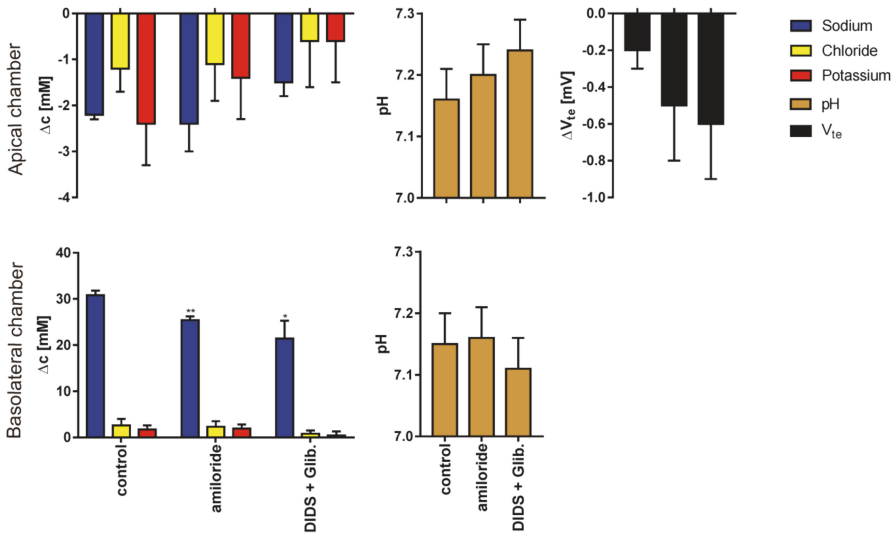 Apical chamber
Δc [mM]
0
-1
-2
-3
-4
pH
7.3
7.2
7.1
7.0
ΔVte [mV]
0.0
-0.2
-0.4
-0.6
-0.8
-1.0
Sodium
Chloride
Potassium
pH
Vte
Basolateral chamber
Δc [mM]
40
30
20
10
0
**
*
control
amiloride
DIDS + Glib.
pH
7.3
7.2
7.1
7.0
control
amiloride
DIDS + Glib.